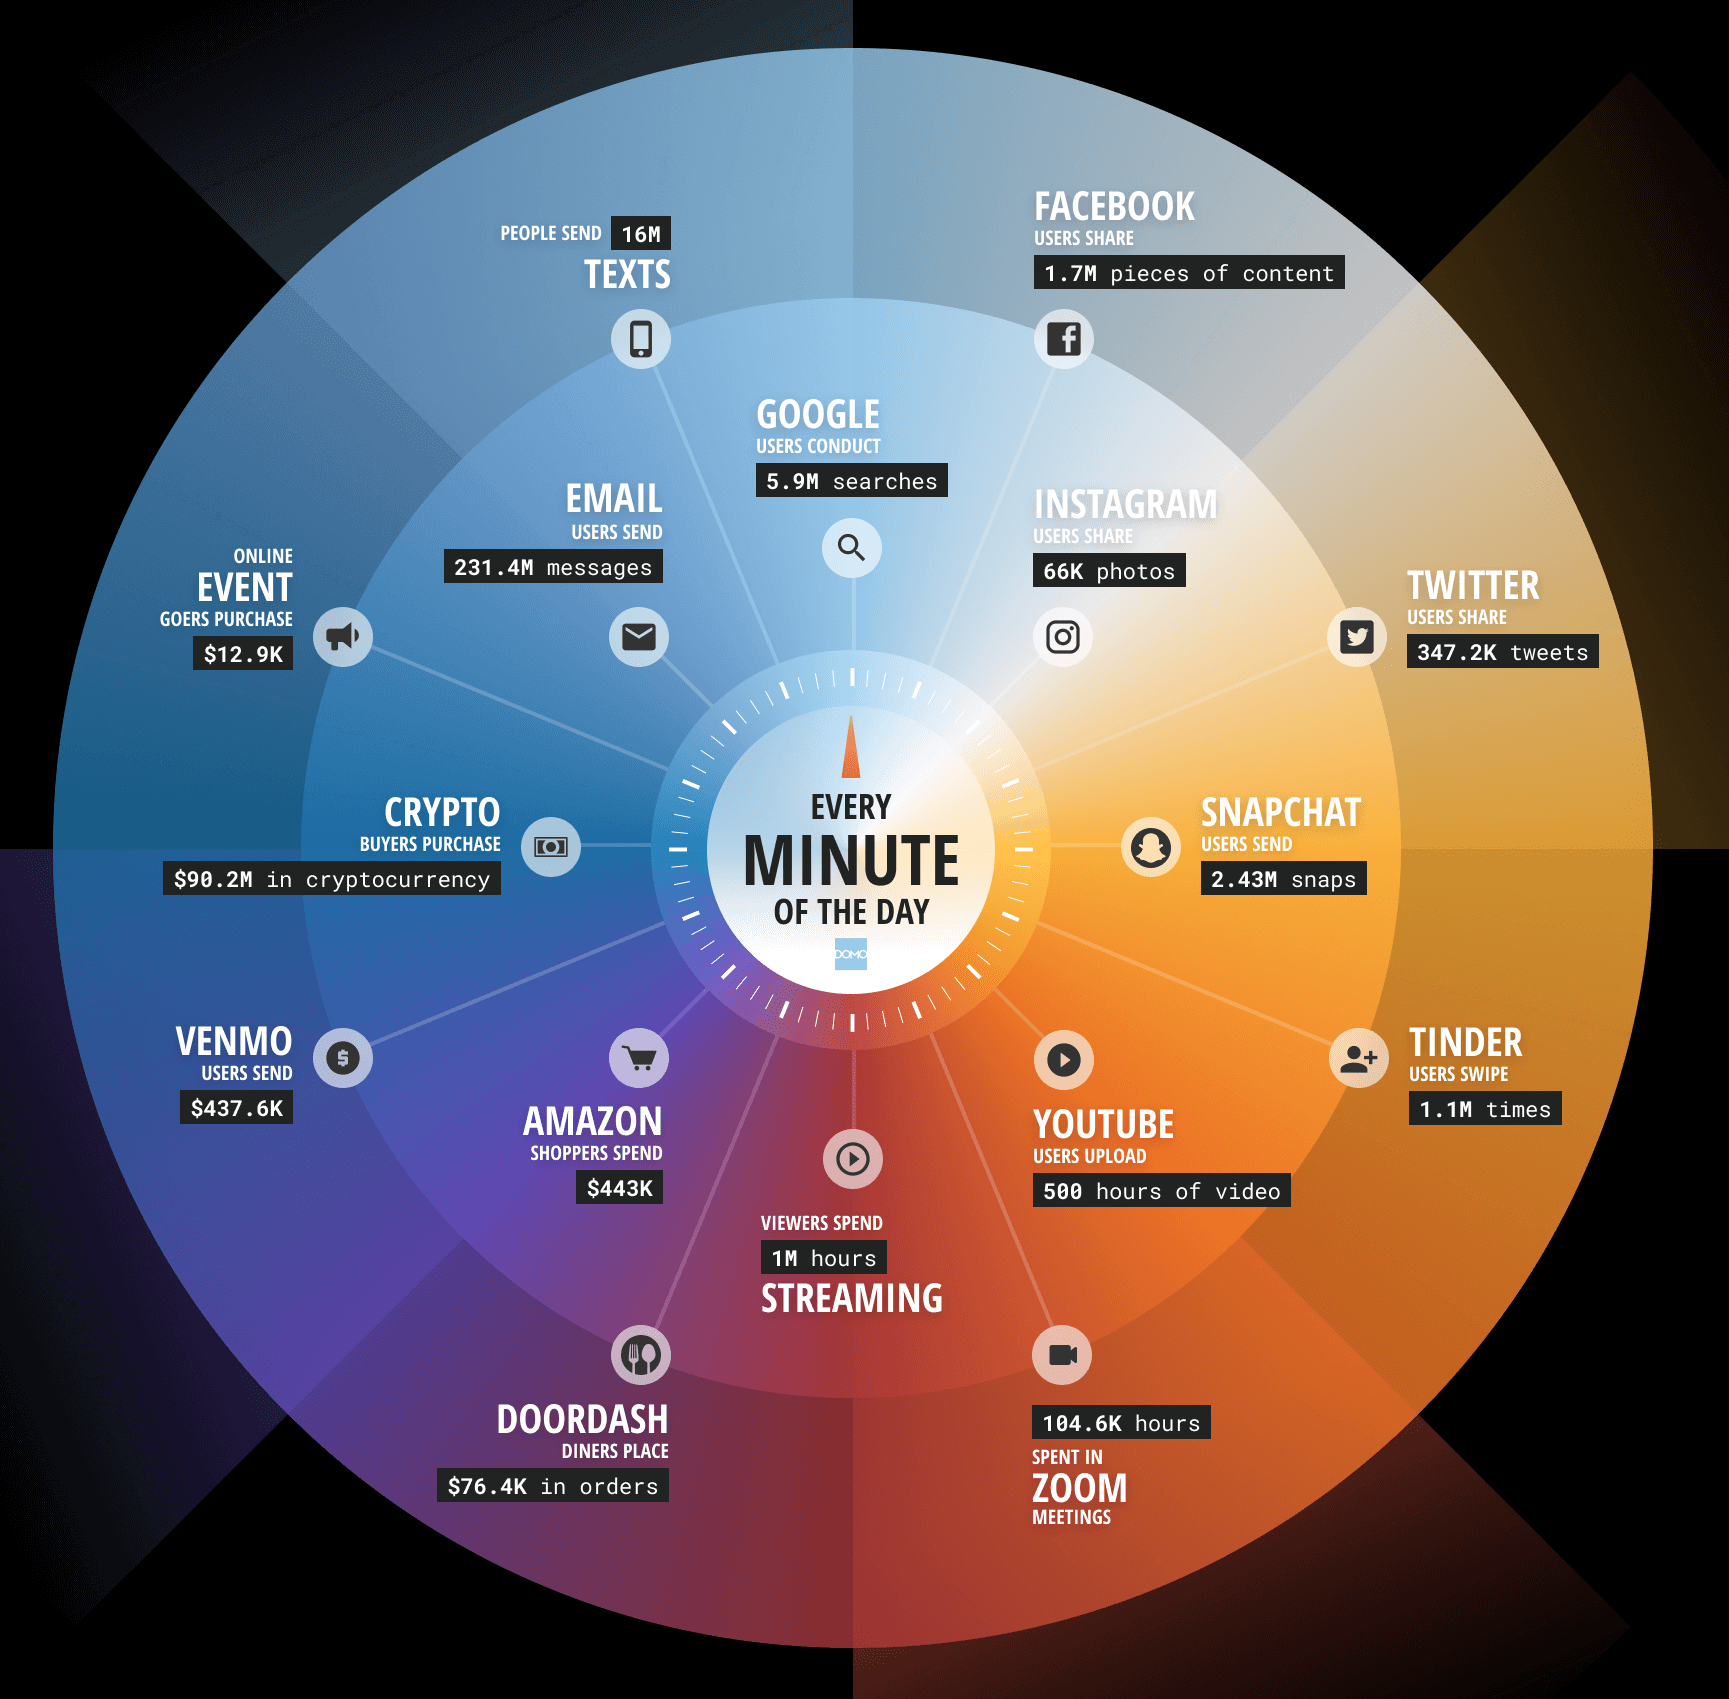 PEOPLE SEND 16M
TEXTS
FACEBOOK
USERS SHARE
1.7M pieces of content
GOOGLE
USERS CONDUCT
5.9M searches
EMAIL
USERS SEND
231.4M messages
INSTAGRAM
USERS SHARE
66K photos
ONLINE
EVENT
GOERS PURCHASE
$12.9K
TWITTER
USERS SHARE
347.2K tweets
CRYPTO
BUYERS PURCHASE
$90.2M in cryptocurrency
EVERY
MINUTE
OF THE DAY
DOMO
SNAPCHAT
USERS SEND
2.43M snaps
VENMO
USERS SEND
$437.6K
AMAZON
SHOPPERS SPEND
$443K
VIEWERS SPEND
1M hours
STREAMING
YOUTUBE
USERS UPLOAD
500 hours of video
TINDER
USERS SWIPE
1.1M times
DOORDASH
DINERS PLACE
$76.4K in orders
104.6K hours
SPENT IN
ZOOM
MEETINGS